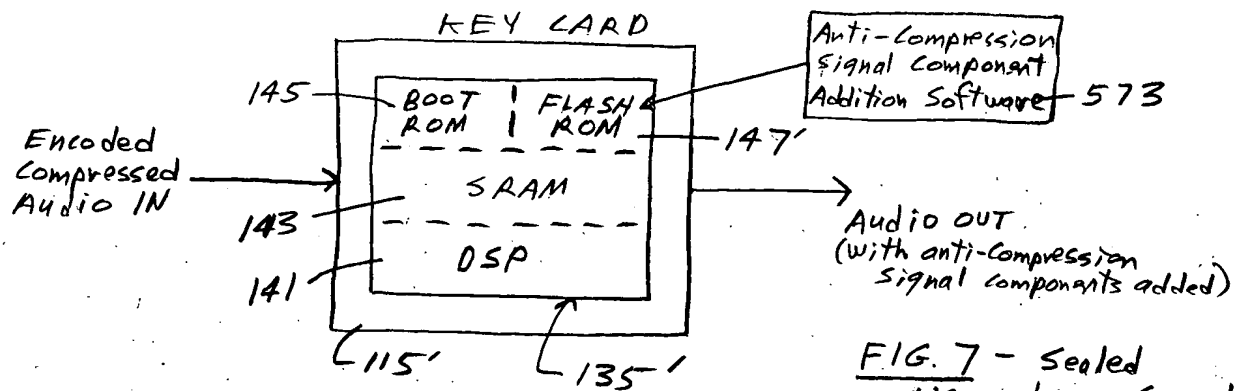 KEY CARD
Anti-Compression
Signal Component
Addition Software 573
145
BOOT
ROM
FLASH
ROM
147'
Encoded
Compressed
Audio IN
SRAM
143
DSP
141
Audio OUT
(with anti-compression
signal components added)
115'
135'
FIG. 7 - Sealed